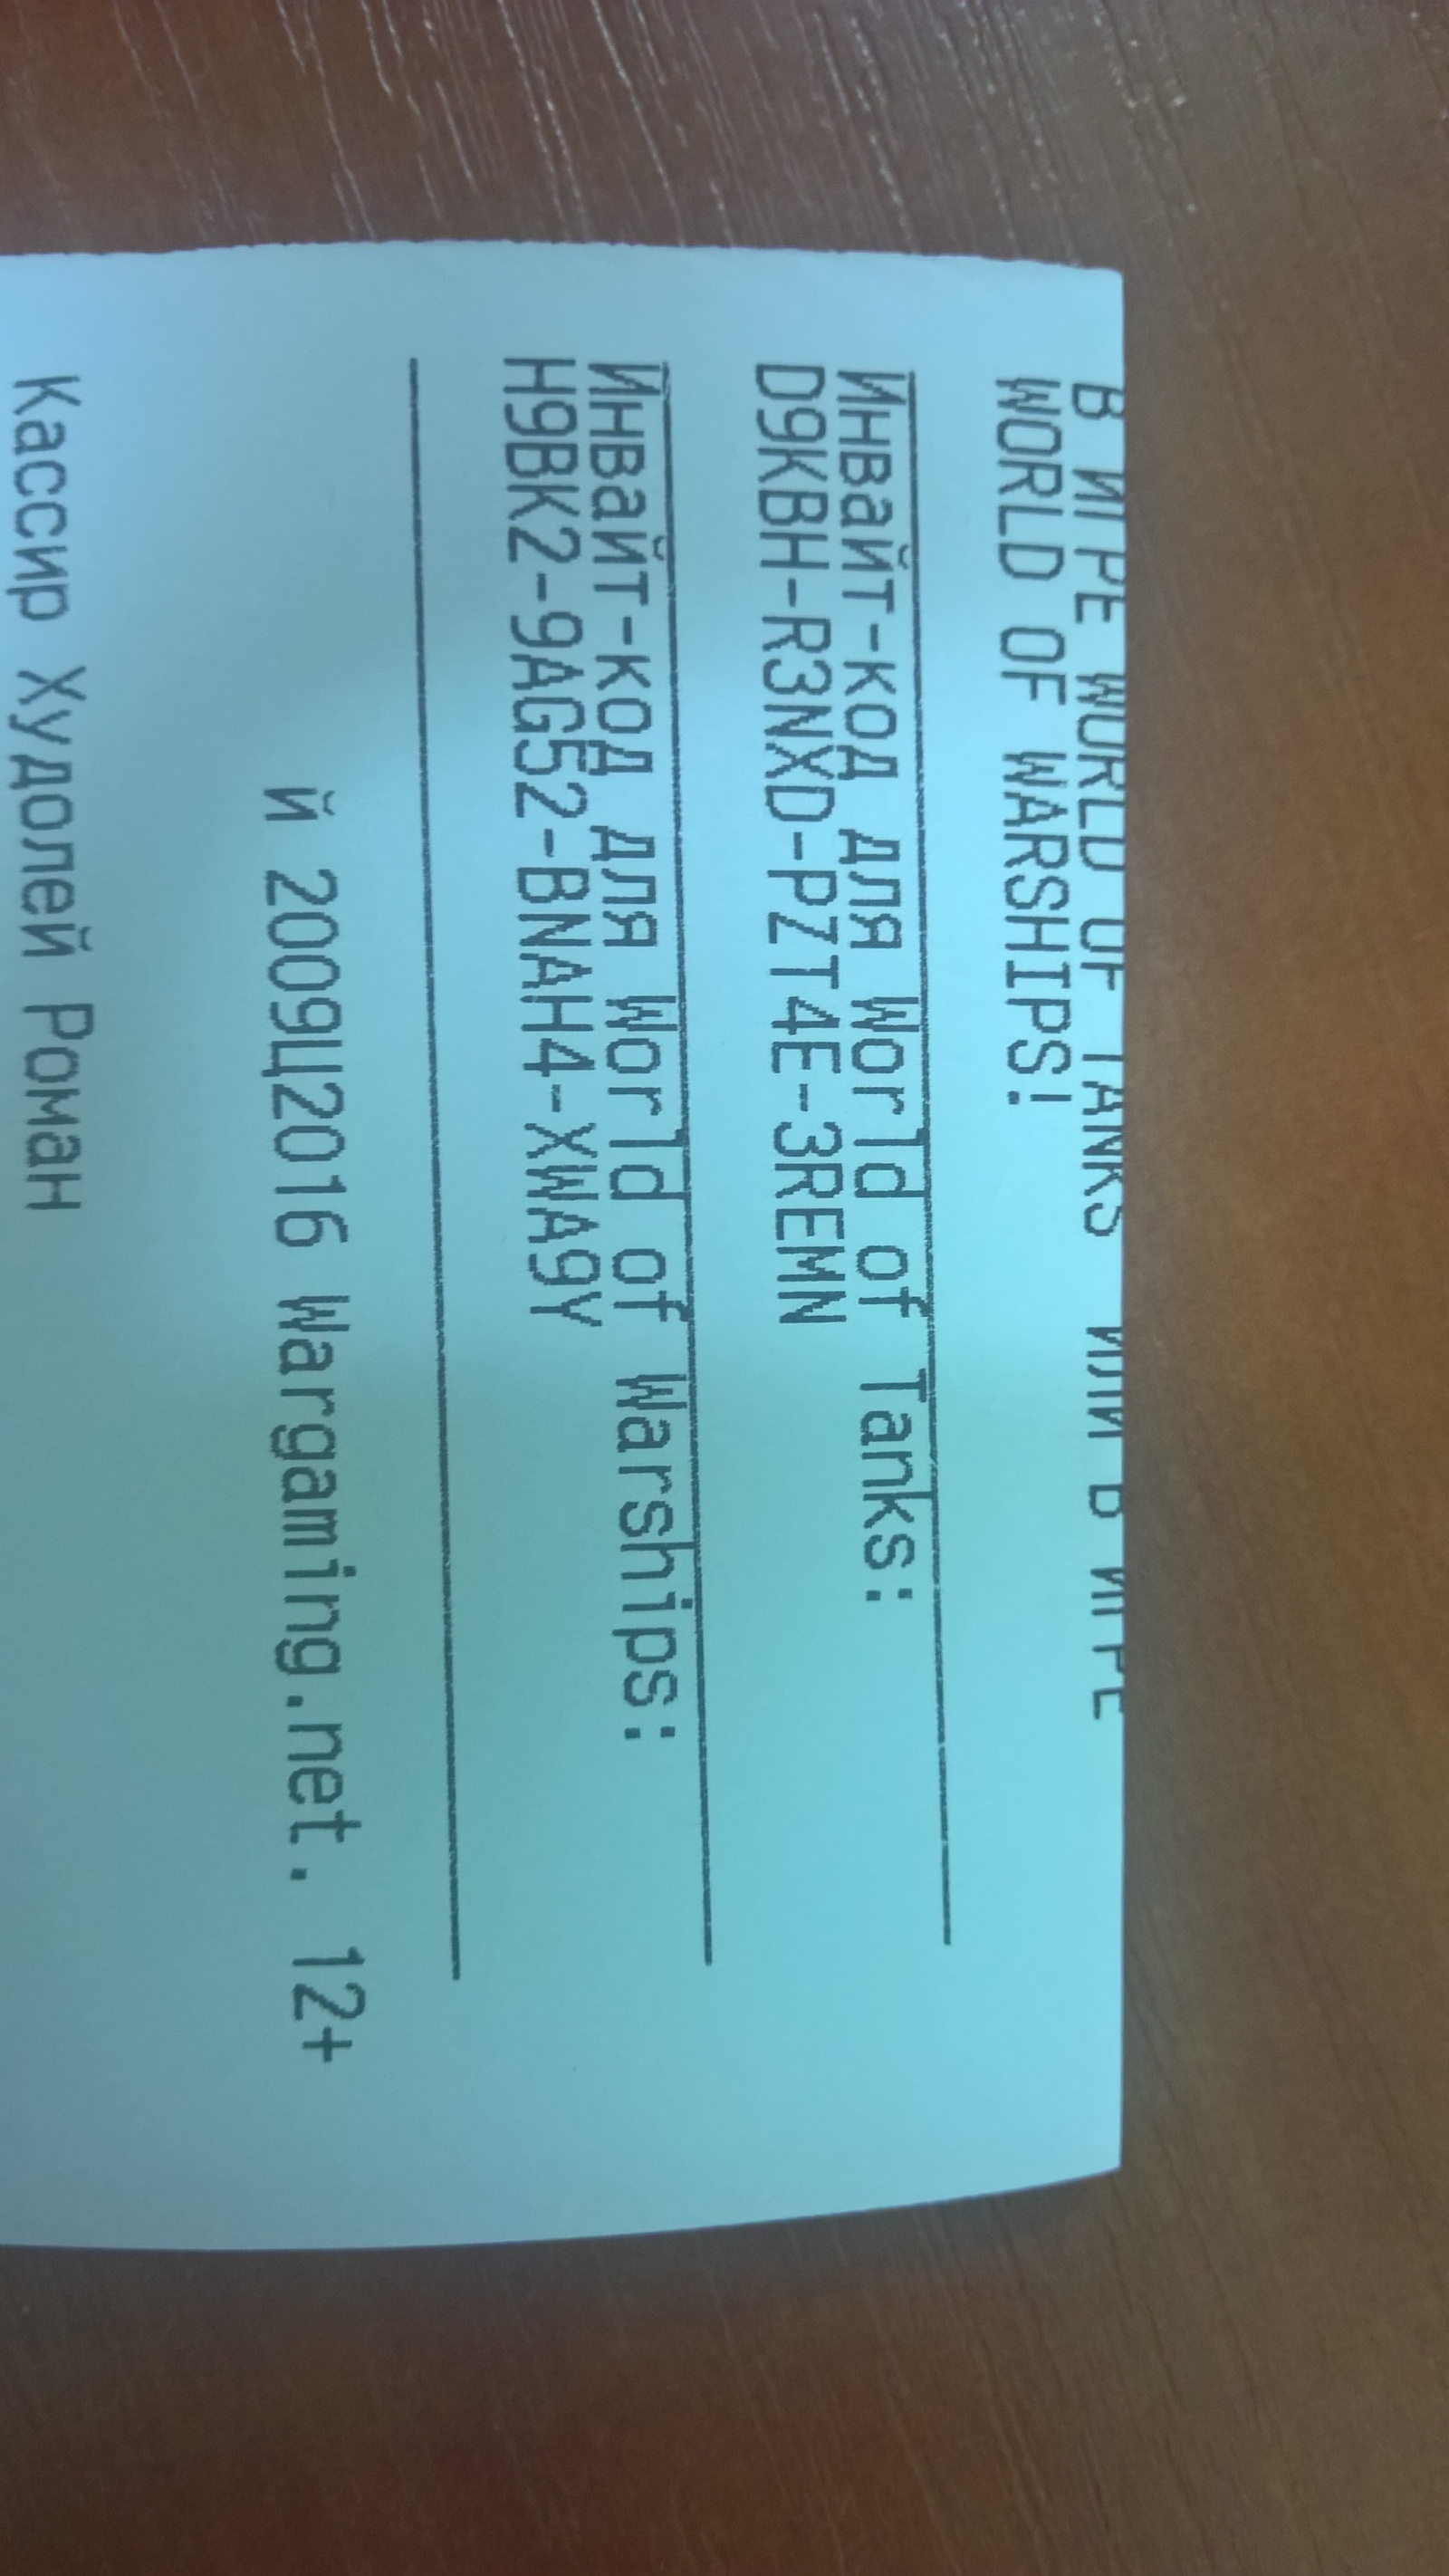 В ИГРЕ WORLD OF TANKS ИЛИ В ИГРЕ
WORLD OF WARSHIPS!
Инвайт-код для World of Tanks:
D9KBH-R3NXD-PZT4E-3REMN
Инвайт-код для World of Warships:
H9BK2-9AG52-BNAH4-XWA9Y
й 2009Ц2016 Wargaming.net. 12+
Кассир Худолей Роман